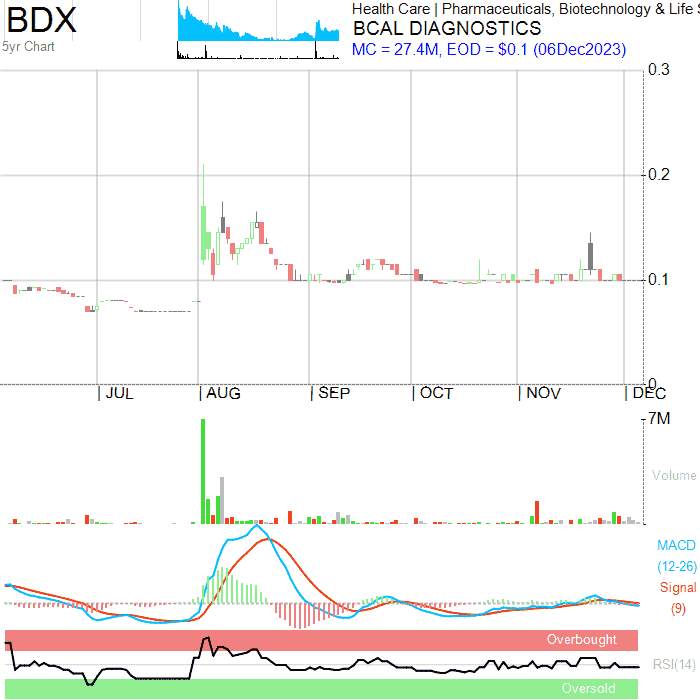 BDX
5yr Chart
Health Care | Pharmaceuticals, Biotechnology & Life S
BCAL DIAGNOSTICS
MC = 27.4M, EOD = $0.1 (06Dec2023)
0.3
0.2
0.1
0
| JUL | AUG | SEP | OCT | NOV | DEC
7M
Volume
MACD
(12-26)
Signal
(9)
Overbought
RSI(14)
Oversold